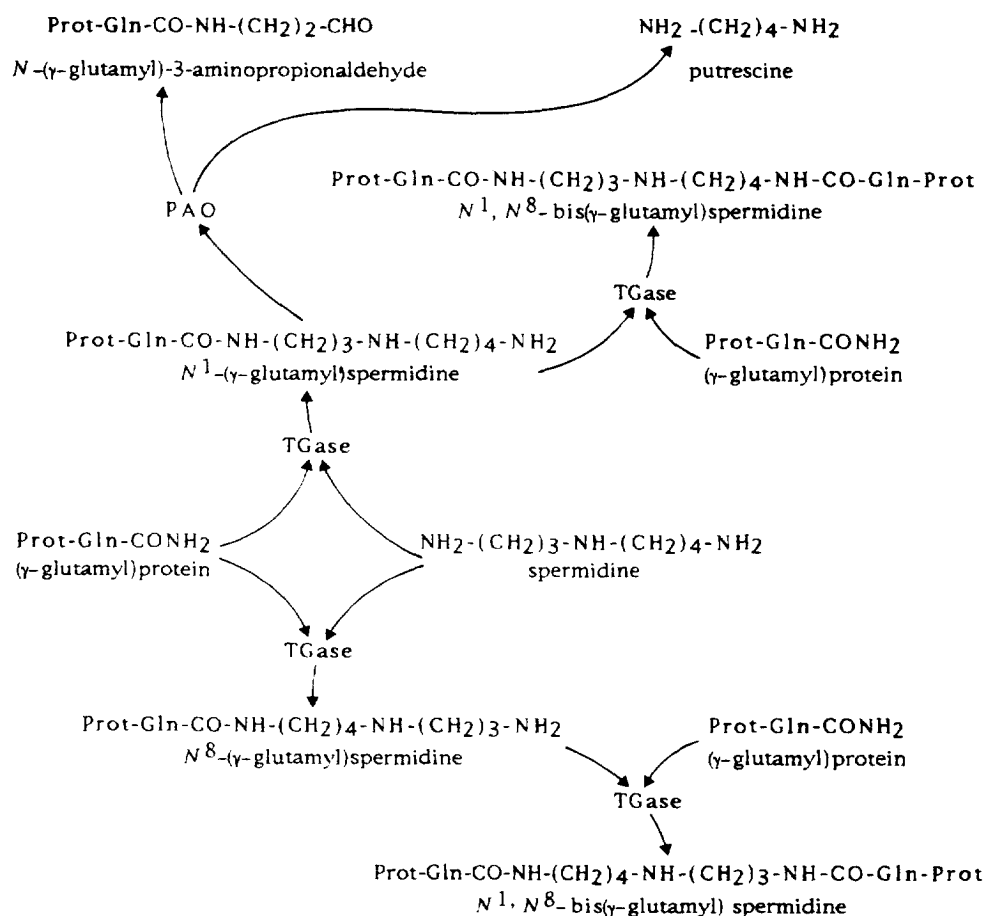 Prot-Gln-CO-NH-(CH2)2-CHO
N-(γ-glutamyl)-3-aminopropionaldehyde
NH2-(CH2)4-NH2
putrescine
Prot-Gln-CO-NH-(CH2)3-NH-(CH2)4-NH-CO-Gln-Prot
N1, N8-bis(γ-glutamyl)spermidine
PAO
TGase
Prot-Gln-CO-NH-(CH2)3-NH-(CH2)4-NH2
N1-(γ-glutamyl)spermidine
Prot-Gln-CONH2
(γ-glutamyl)protein
TGase
Prot-Gln-CONH2
(γ-glutamyl)protein
NH2-(CH2)3-NH-(CH2)4-NH2
spermidine
TGase
Prot-Gln-CO-NH-(CH2)4-NH-(CH2)3-NH2
N8-(γ-glutamyl)spermidine
Prot-Gln-CONH2
(γ-glutamyl)protein
TGase
Prot-Gln-CO-NH-(CH2)4-NH-(CH2)3-NH-CO-Gln-Prot
N1, N8-bis(γ-glutamyl) spermidine